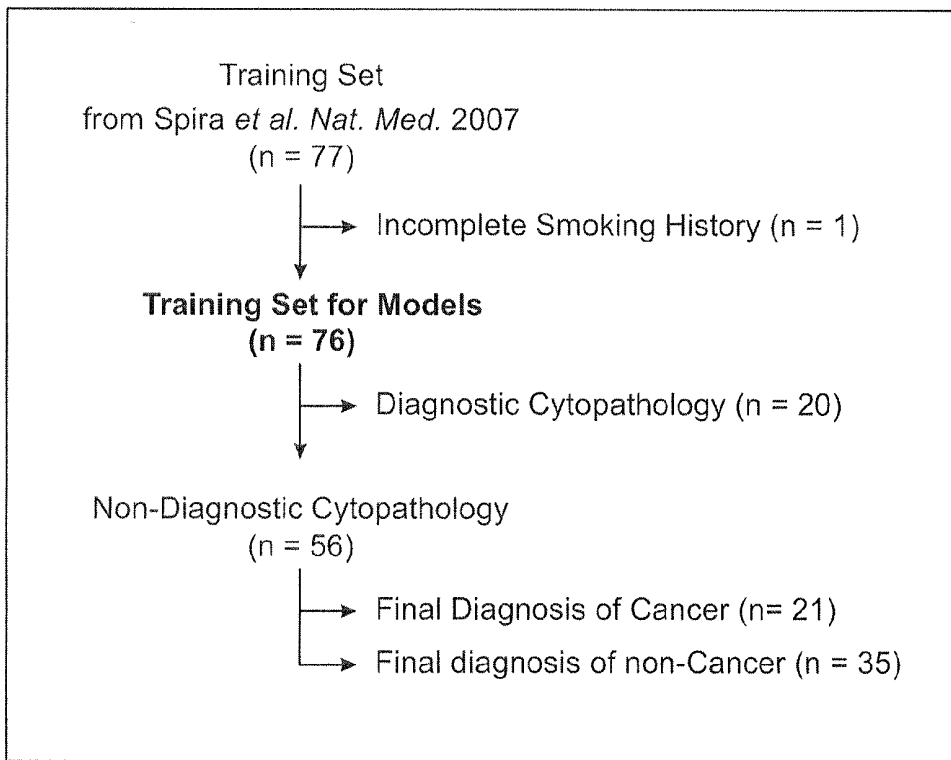 Training Set
from Spira et al. Nat. Med. 2007
(n = 77)
Incomplete Smoking History (n = 1)
Training Set for Models
(n = 76)
Diagnostic Cytopathology (n = 20)
Non-Diagnostic Cytopathology
(n = 56)
Final Diagnosis of Cancer (n= 21)
Final diagnosis of non-Cancer (n = 35)